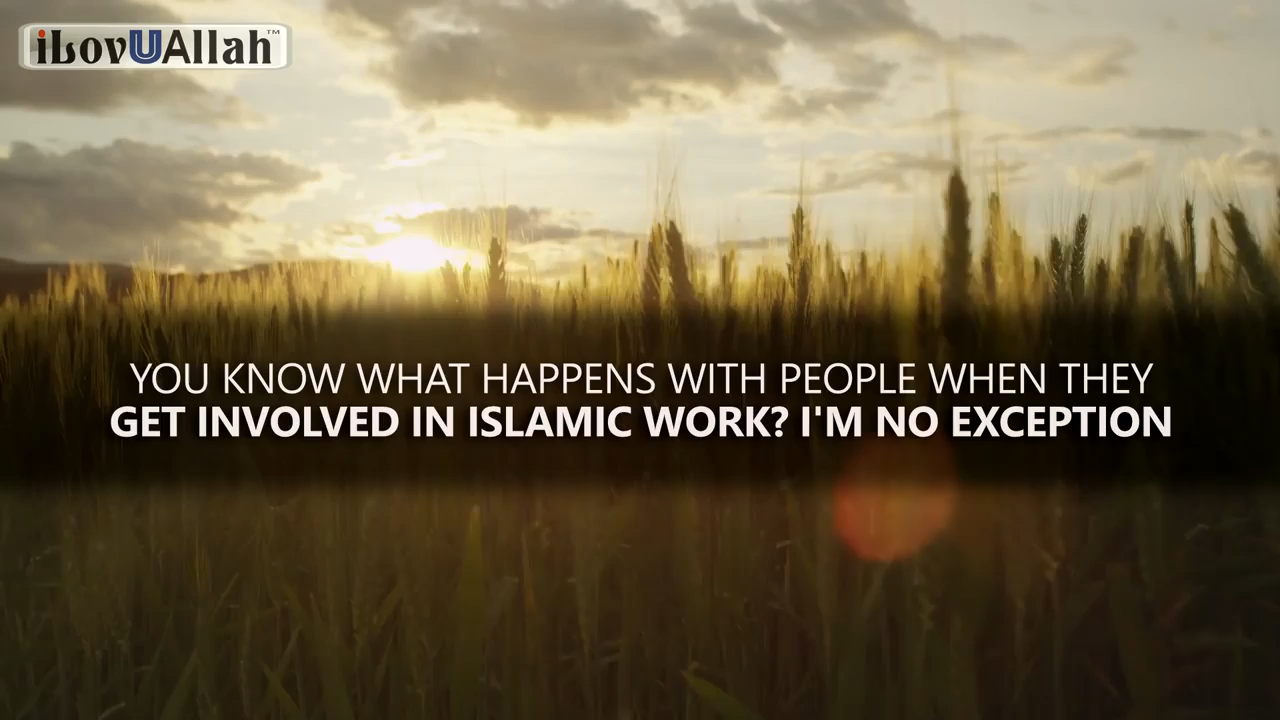 iLovUAllah™
YOU KNOW WHAT HAPPENS WITH PEOPLE WHEN THEY
GET INVOLVED IN ISLAMIC WORK? I'M NO EXCEPTION